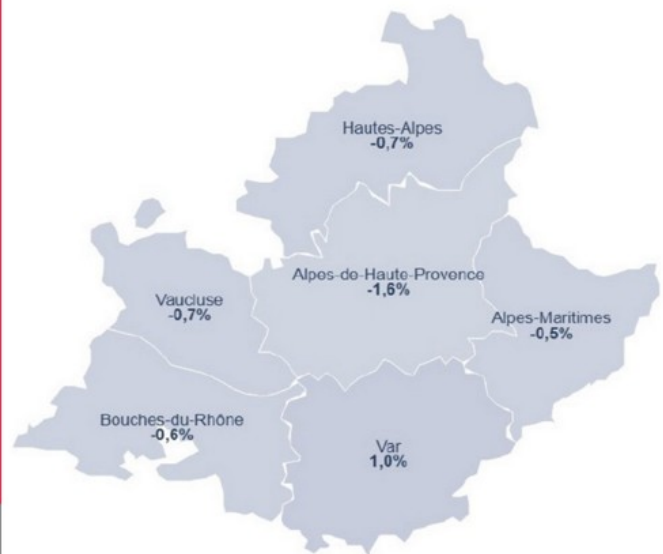 Hautes-Alpes
-0,7%
Alpes-de-Haute-Provence
-1,6%
Vaucluse
-0,7%
Alpes-Maritimes
-0,5%
Bouches-du-Rhône
-0,6%
Var
1,0%